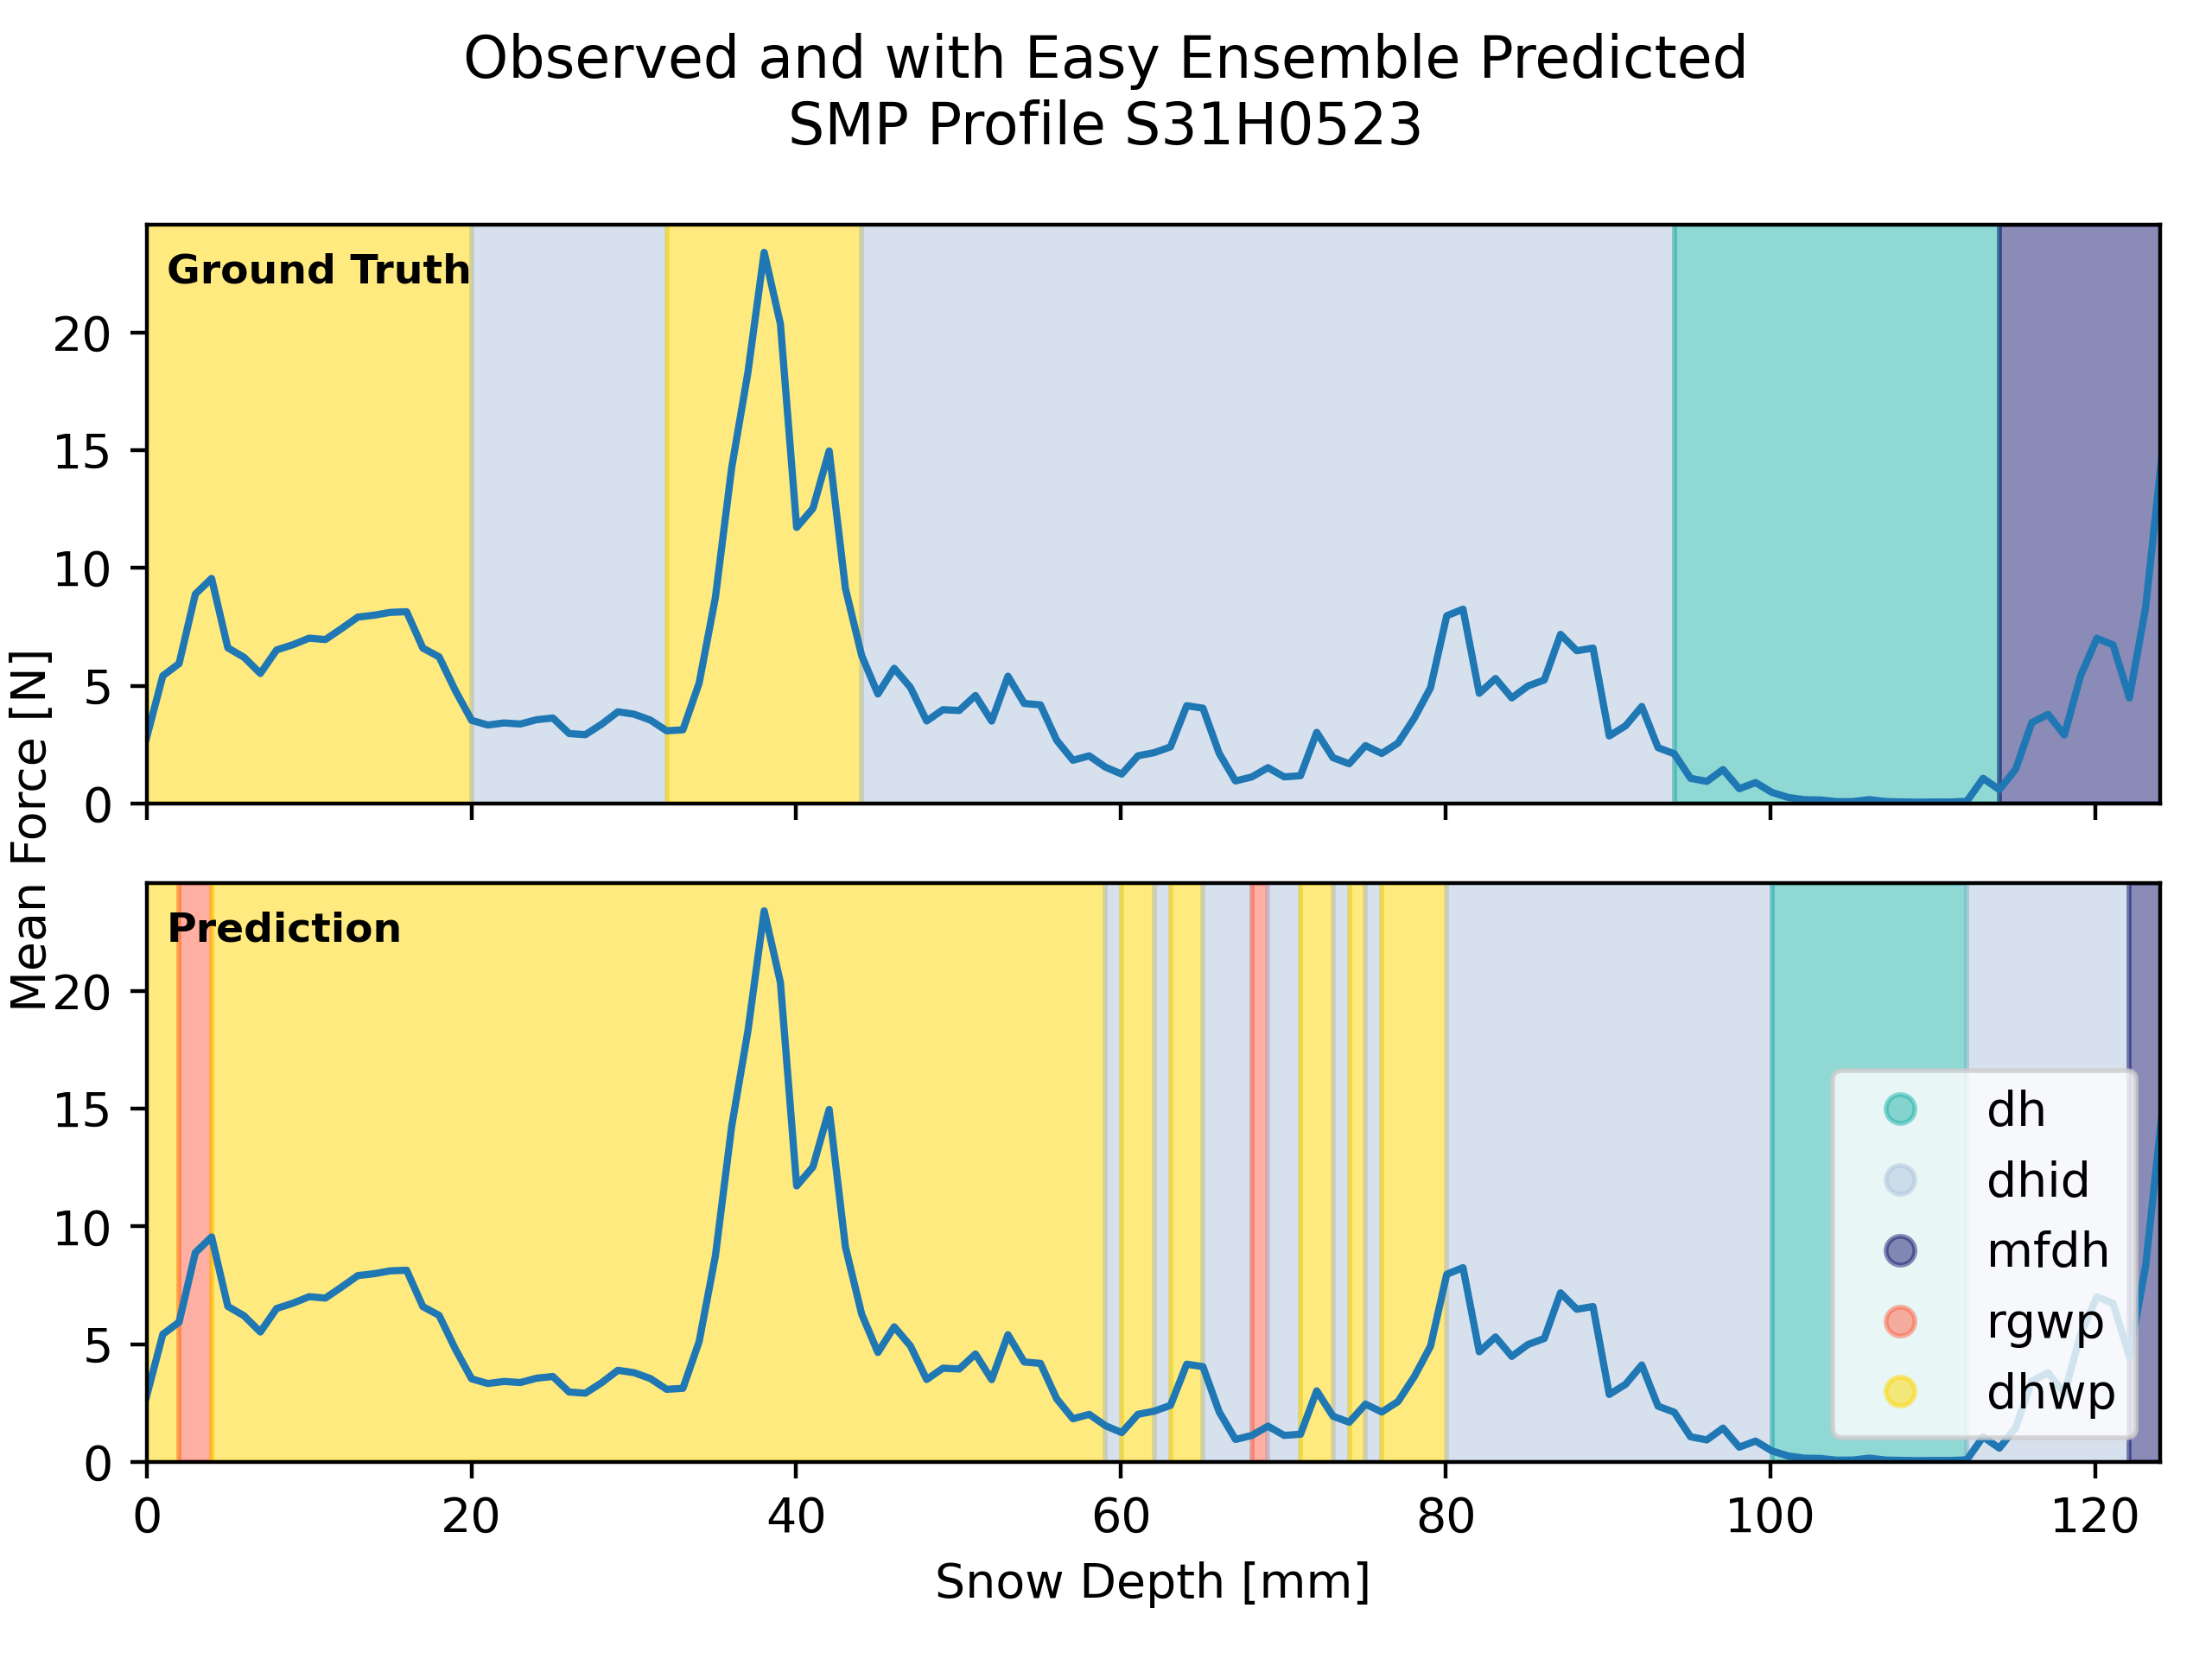 Observed and with Easy Ensemble Predicted
SMP Profile S31H0523
Mean Force [N]
Ground Truth
20
15
10
5
0
Prediction
20
15
10
5
0
dh
dhid
mfdh
rgwp
dhwp
0 20 40 60 80 100 120
Snow Depth [mm]